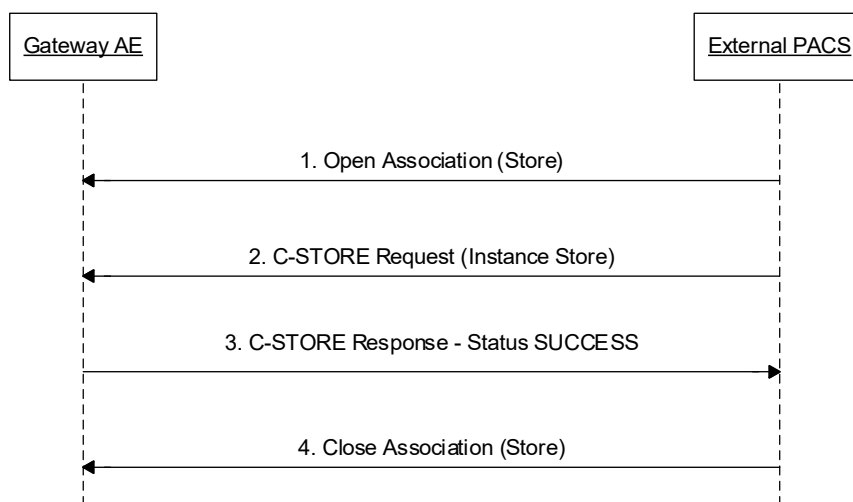 Gateway AE
External PACS
1. Open Association (Store)
2. C-STORE Request (Instance Store)
3. C-STORE Response - Status SUCCESS
4. Close Association (Store)